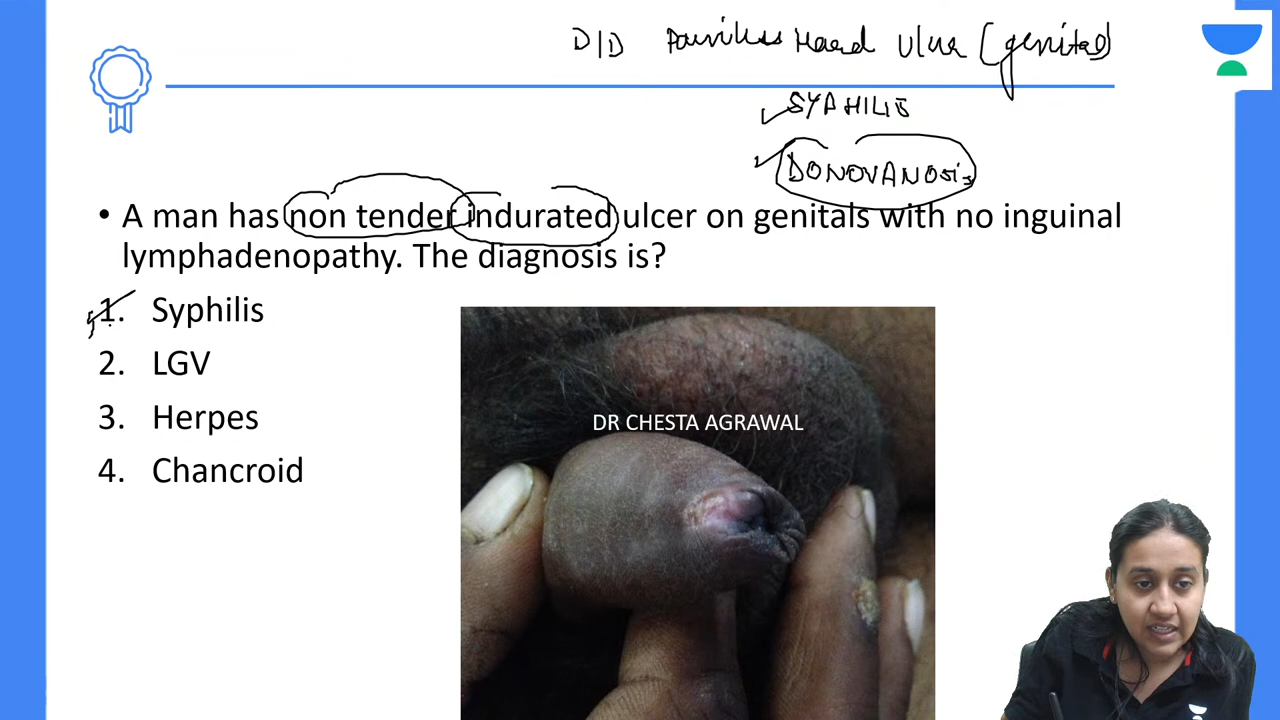 D/D Painless Hard Ulcer (genital)
SYPHILIS
DONOVANOSIS
• A man has non tender indurated ulcer on genitals with no inguinal
lymphadenopathy. The diagnosis is?
1. Syphilis
2. LGV
3. Herpes
4. Chancroid
DR CHESTA AGRAWAL